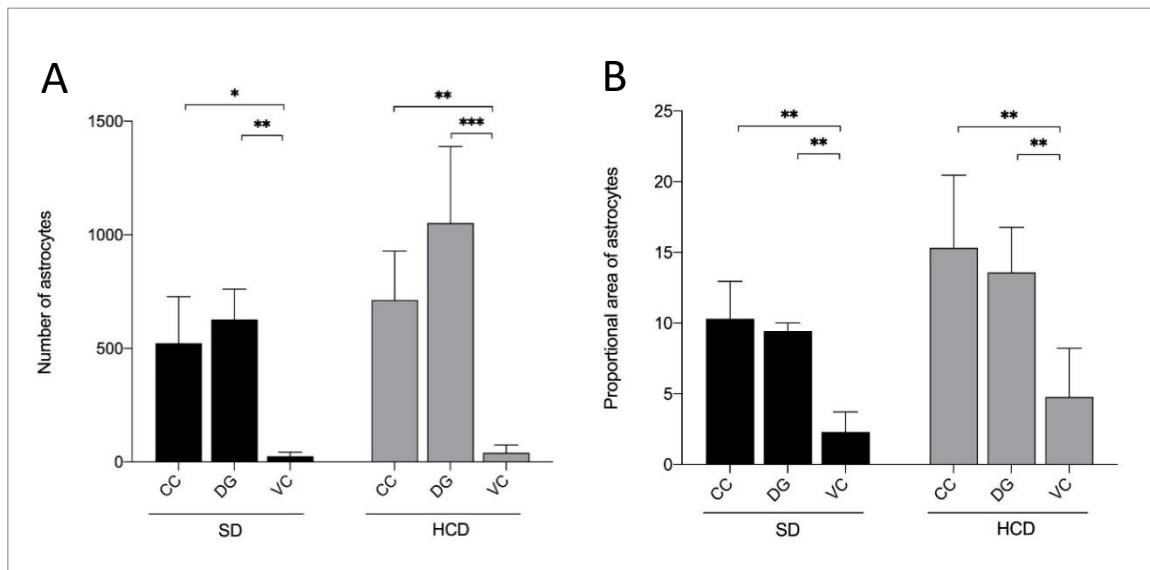 A
Number of astrocytes
1500
1000
500
0
*
**
**
***
CC DG VC CC DG VC
SD HCD
B
Proportional area of astrocytes
25
20
15
10
5
0
**
**
**
**
CC DG VC CC DG VC
SD HCD